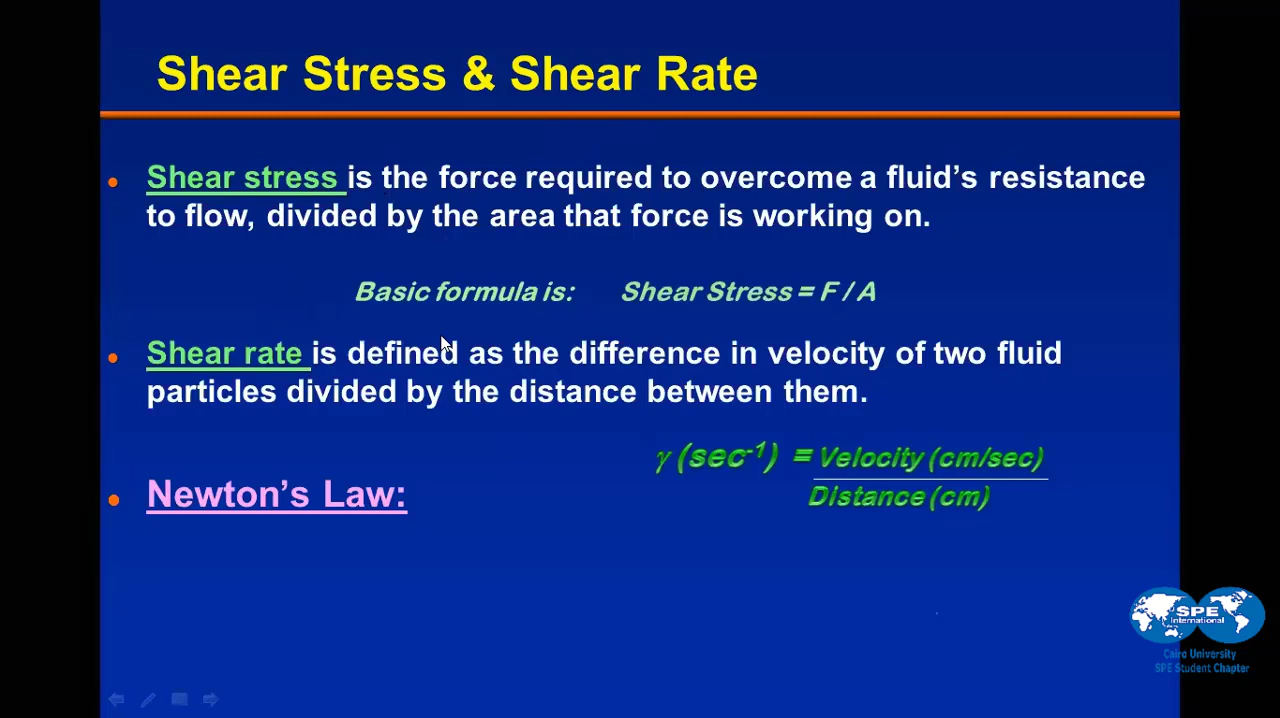 Shear Stress & Shear Rate
• Shear stress is the force required to overcome a fluid’s resistance
to flow, divided by the area that force is working on.
Basic formula is: Shear Stress = F / A
• Shear rate is defined as the difference in velocity of two fluid
particles divided by the distance between them.
γ (sec⁻¹) = Velocity (cm/sec)
Distance (cm)
• Newton’s Law:
SPE
International
Cairo University
SPE Student Chapter